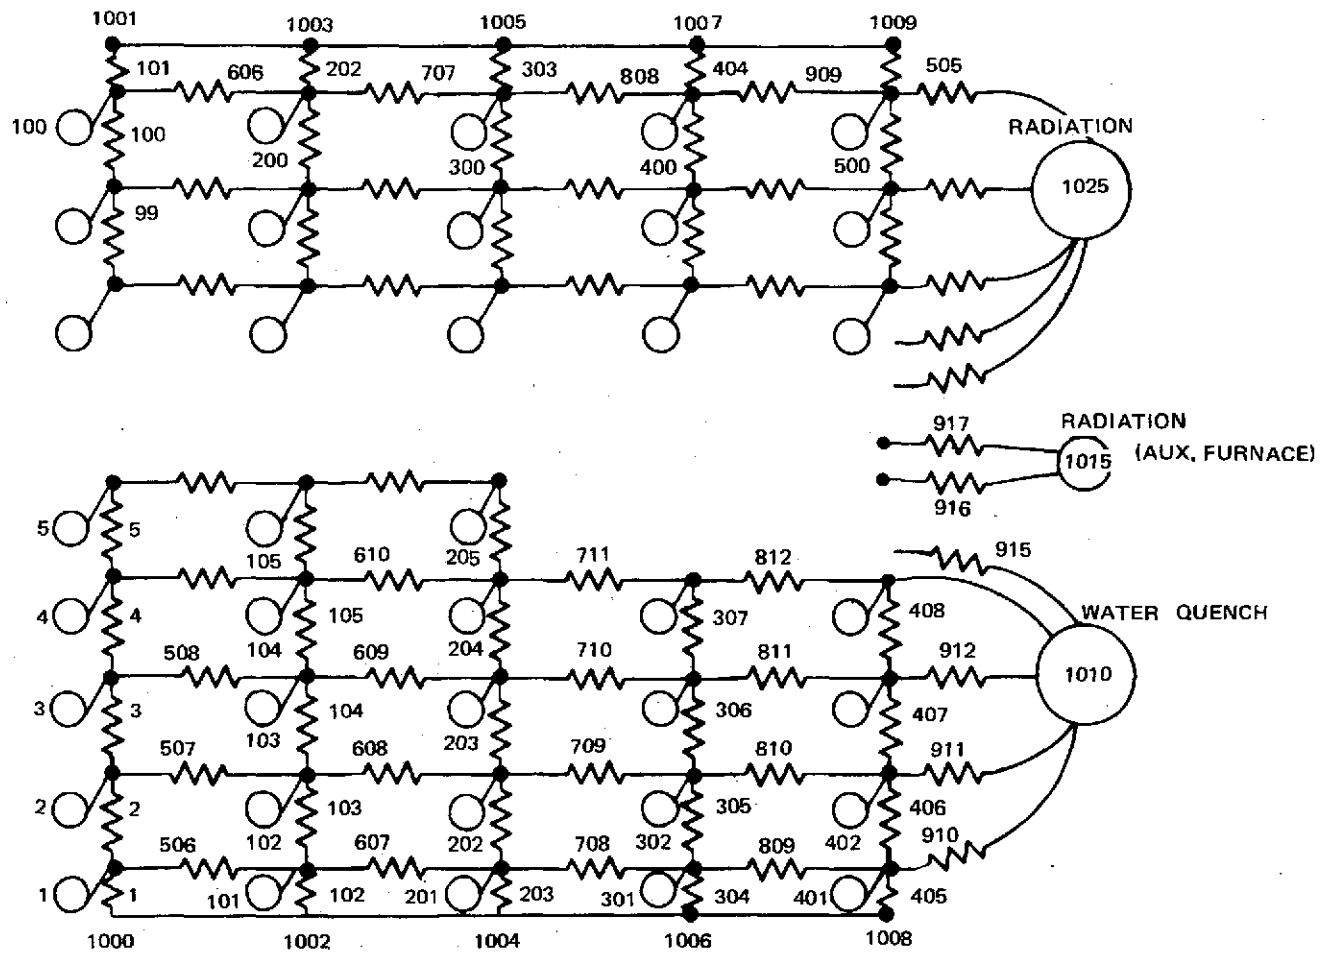 1001 1003 1005 1007 1009
101 606 202 707 303 808 404 909 505
100 100 RADIATION
200 300 400 500
1025
99
917 RADIATION
1015 (AUX. FURNACE)
916
5 5
105 610 205 711 812 915
4 4 105 307 408 WATER QUENCH
508 104 609 204 710 811 912
1010
3 3 104 306 407
507 103 608 203 709 810 911
2 2 103 305 406
506 102 607 202 708 302 809 402 910
1 1 101 102 201 203 301 304 401 405
1000 1002 1004 1006 1008